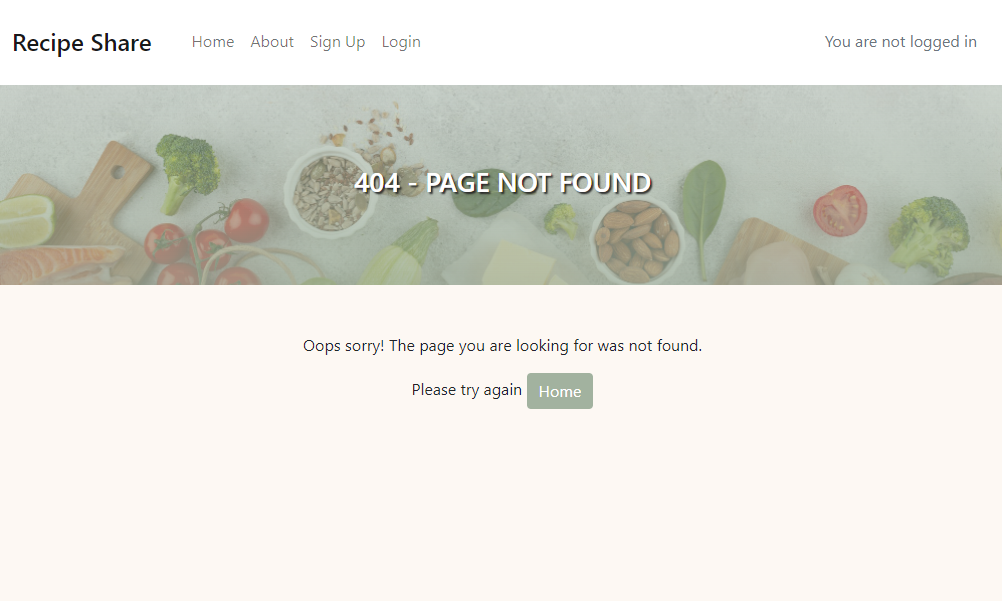 Recipe Share Home About Sign Up Login You are not logged in
404 - PAGE NOT FOUND
Oops sorry! The page you are looking for was not found.
Please try again Home